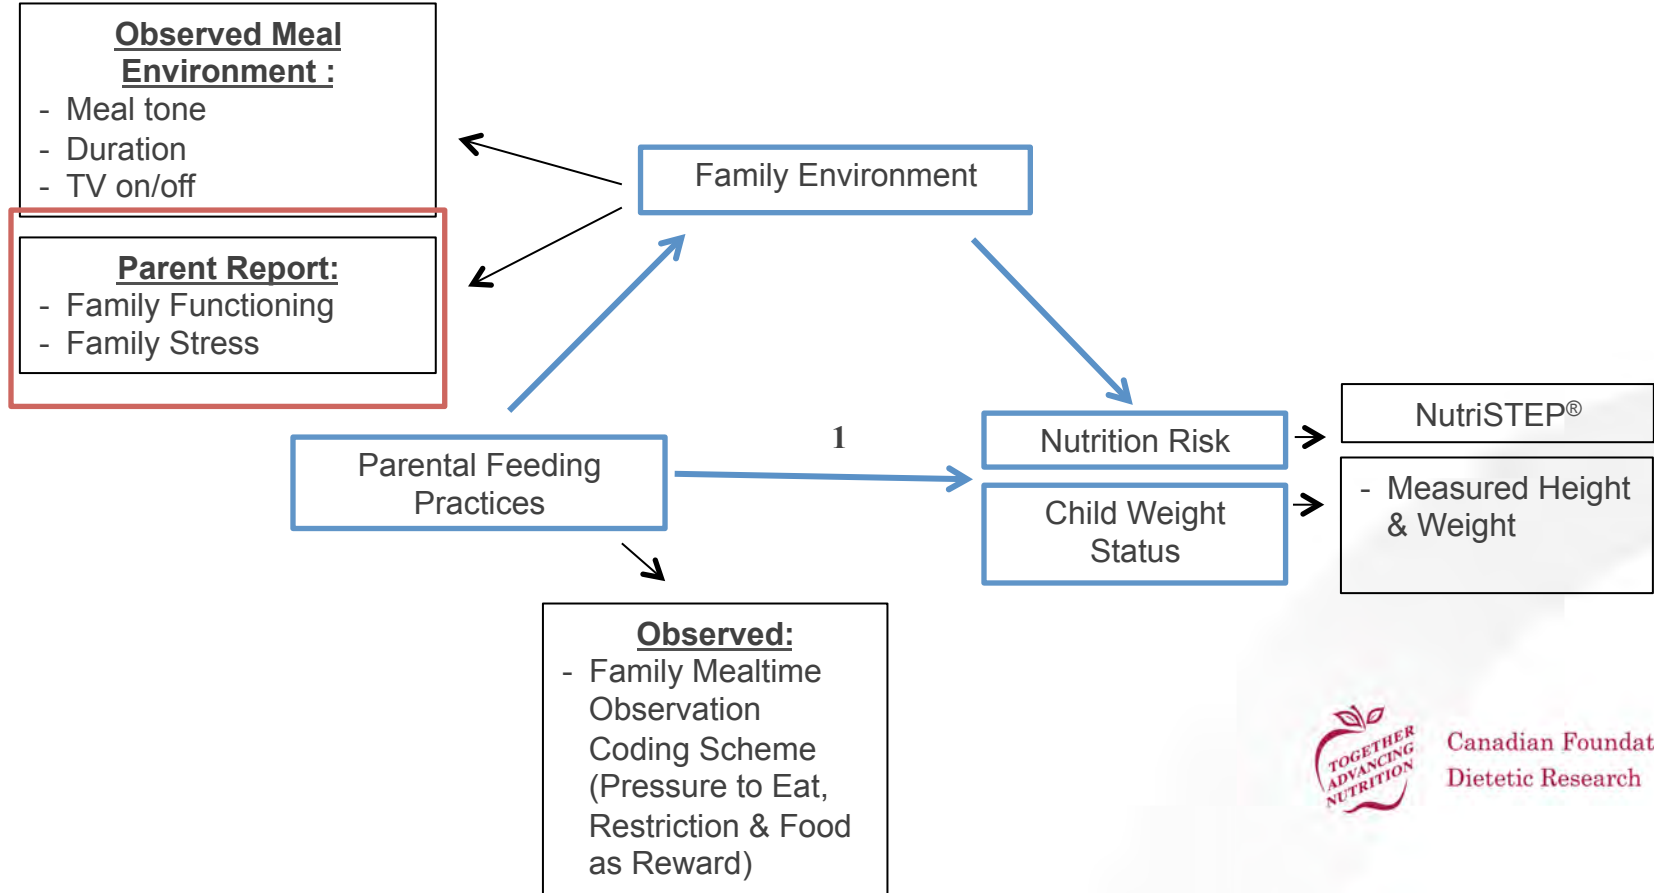 Observed Meal
Environment :
- Meal tone
- Duration
- TV on/off
Parent Report:
- Family Functioning
- Family Stress
Family Environment
Parental Feeding
Practices
1
Nutrition Risk
Child Weight
Status
NutriSTEP®
- Measured Height
& Weight
Observed:
- Family Mealtime
Observation
Coding Scheme
(Pressure to Eat,
Restriction & Food
as Reward)
TOGETHER
ADVANCING
NUTRITION
Canadian Foundat
Dietetic Research